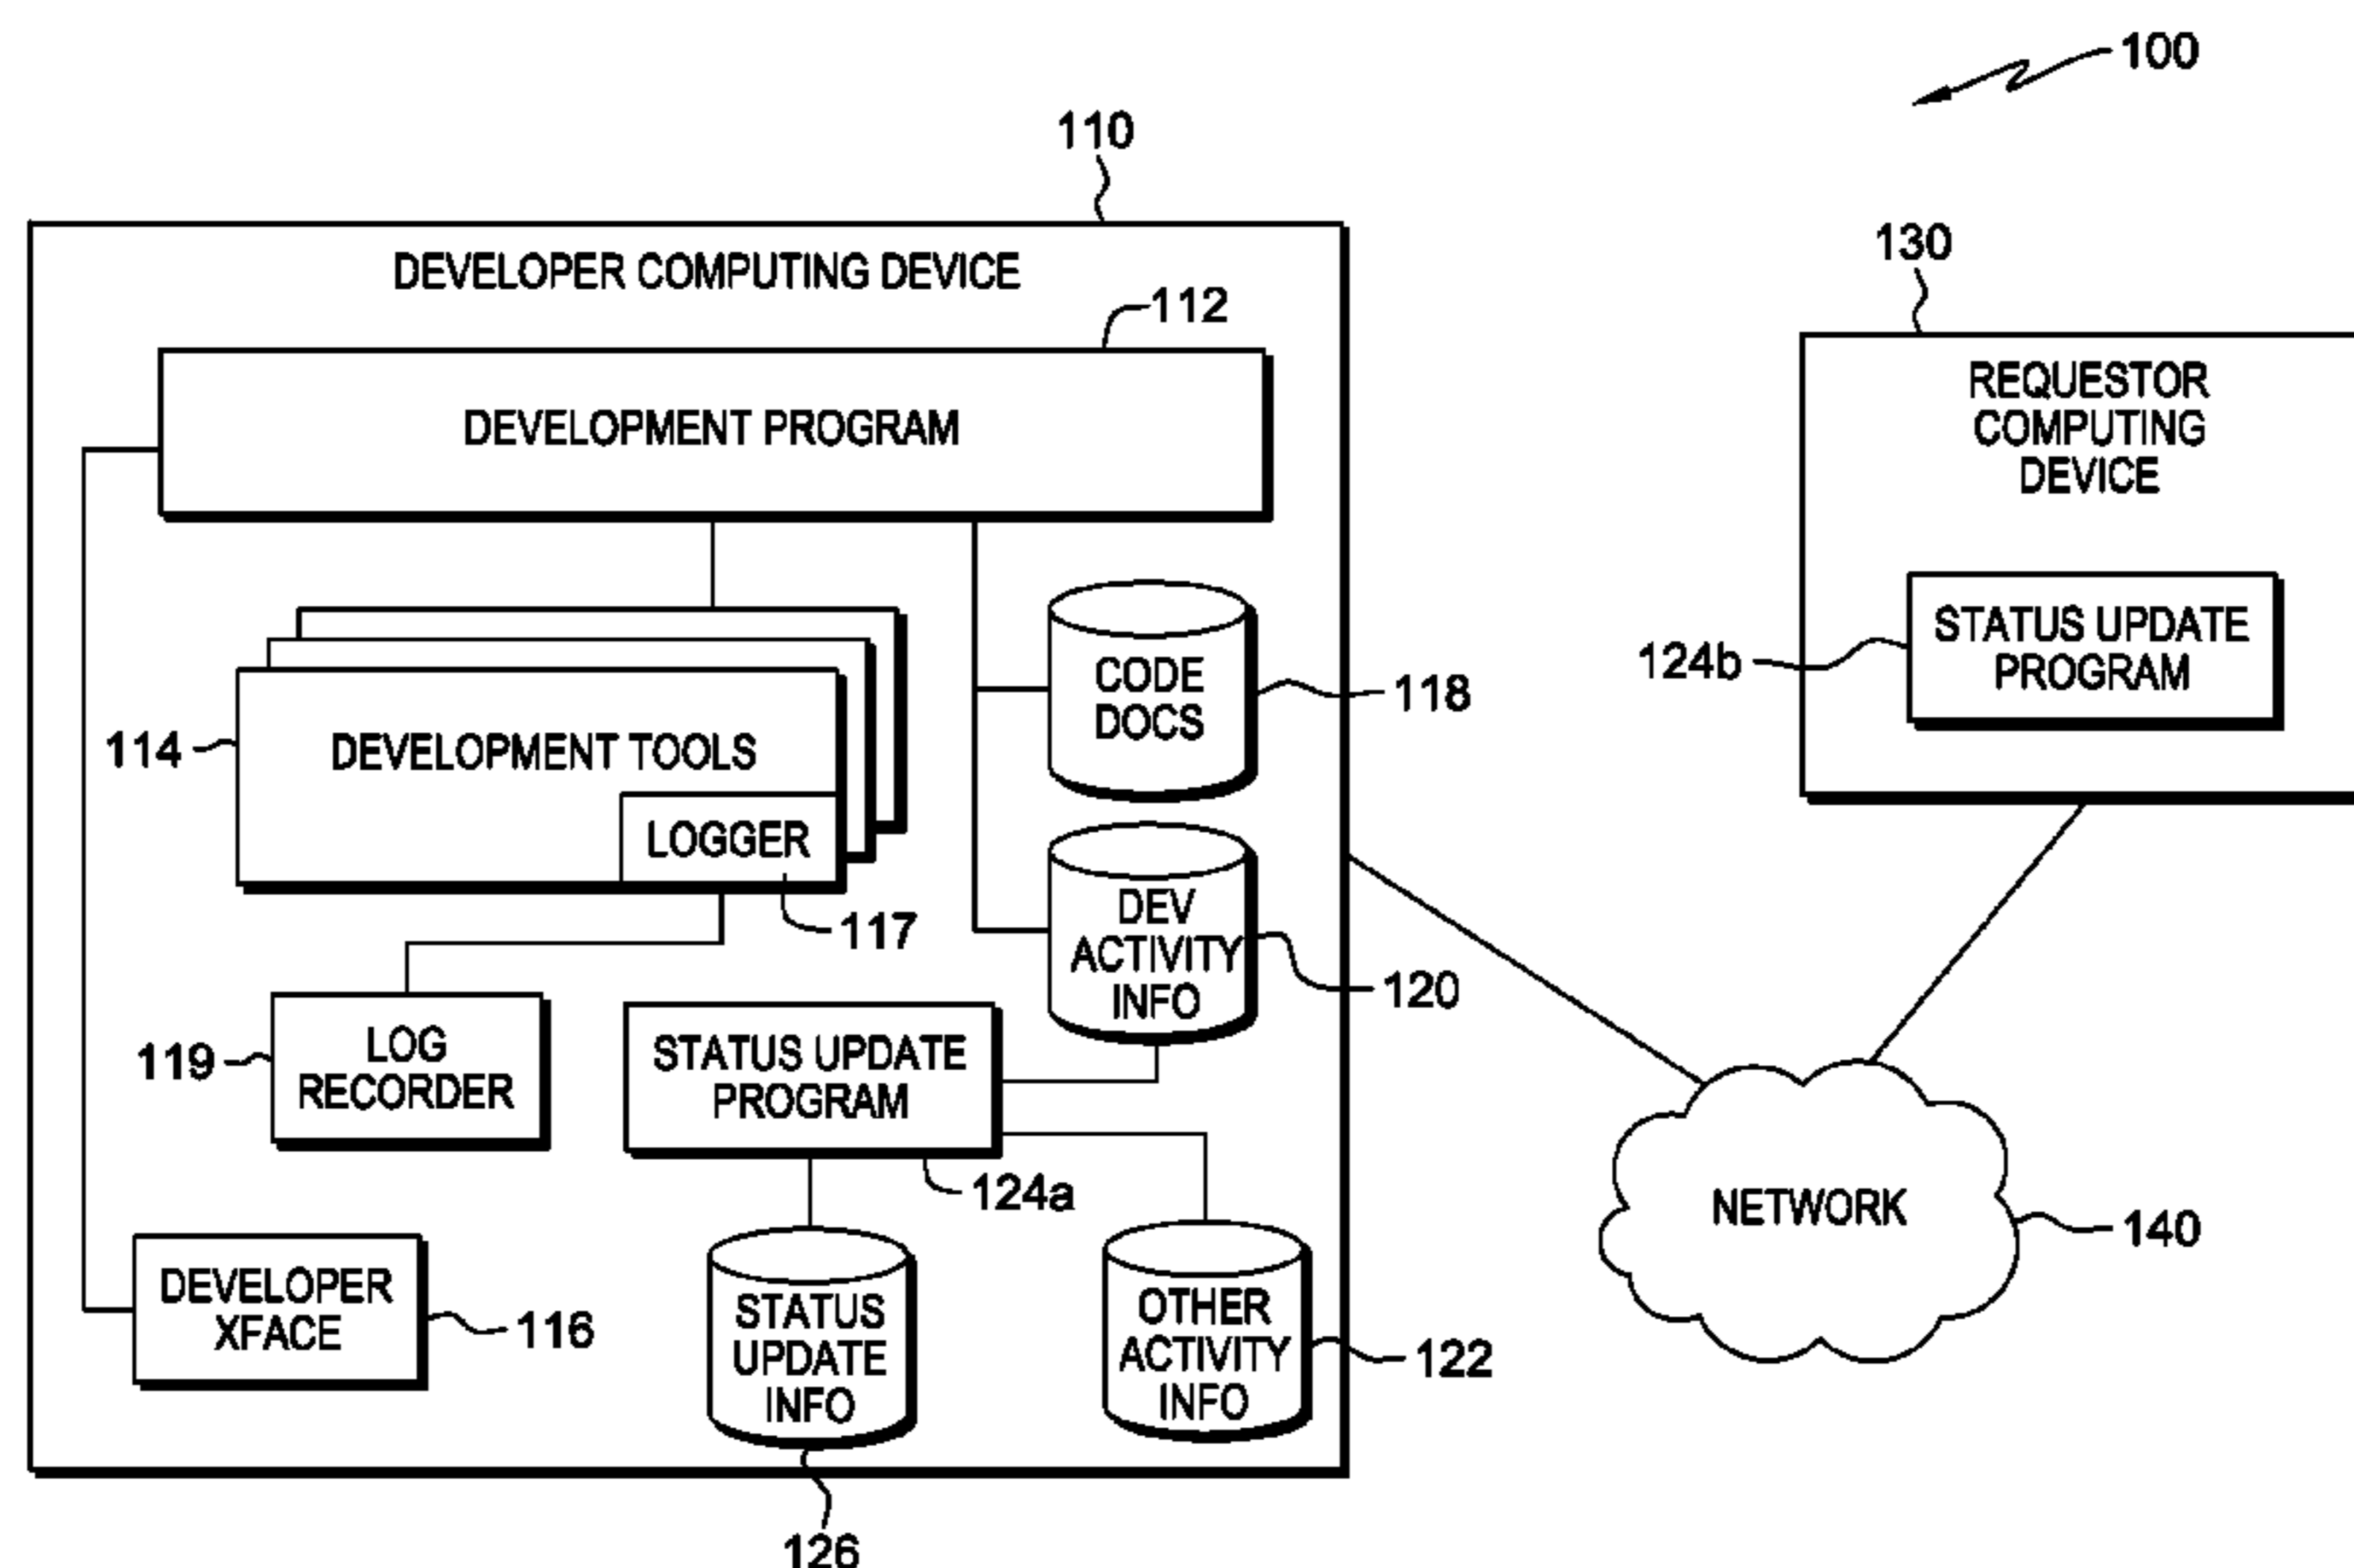 100
110
DEVELOPER COMPUTING DEVICE
112
DEVELOPMENT PROGRAM
130
REQUESTOR
COMPUTING
DEVICE
STATUS UPDATE
PROGRAM
124b
CODE
DOCS
118
114
DEVELOPMENT TOOLS
LOGGER
117
DEV
ACTIVITY
INFO
120
119
LOG
RECORDER
STATUS UPDATE
PROGRAM
124a
NETWORK
140
DEVELOPER
XFACE
116
STATUS
UPDATE
INFO
126
OTHER
ACTIVITY
INFO
122